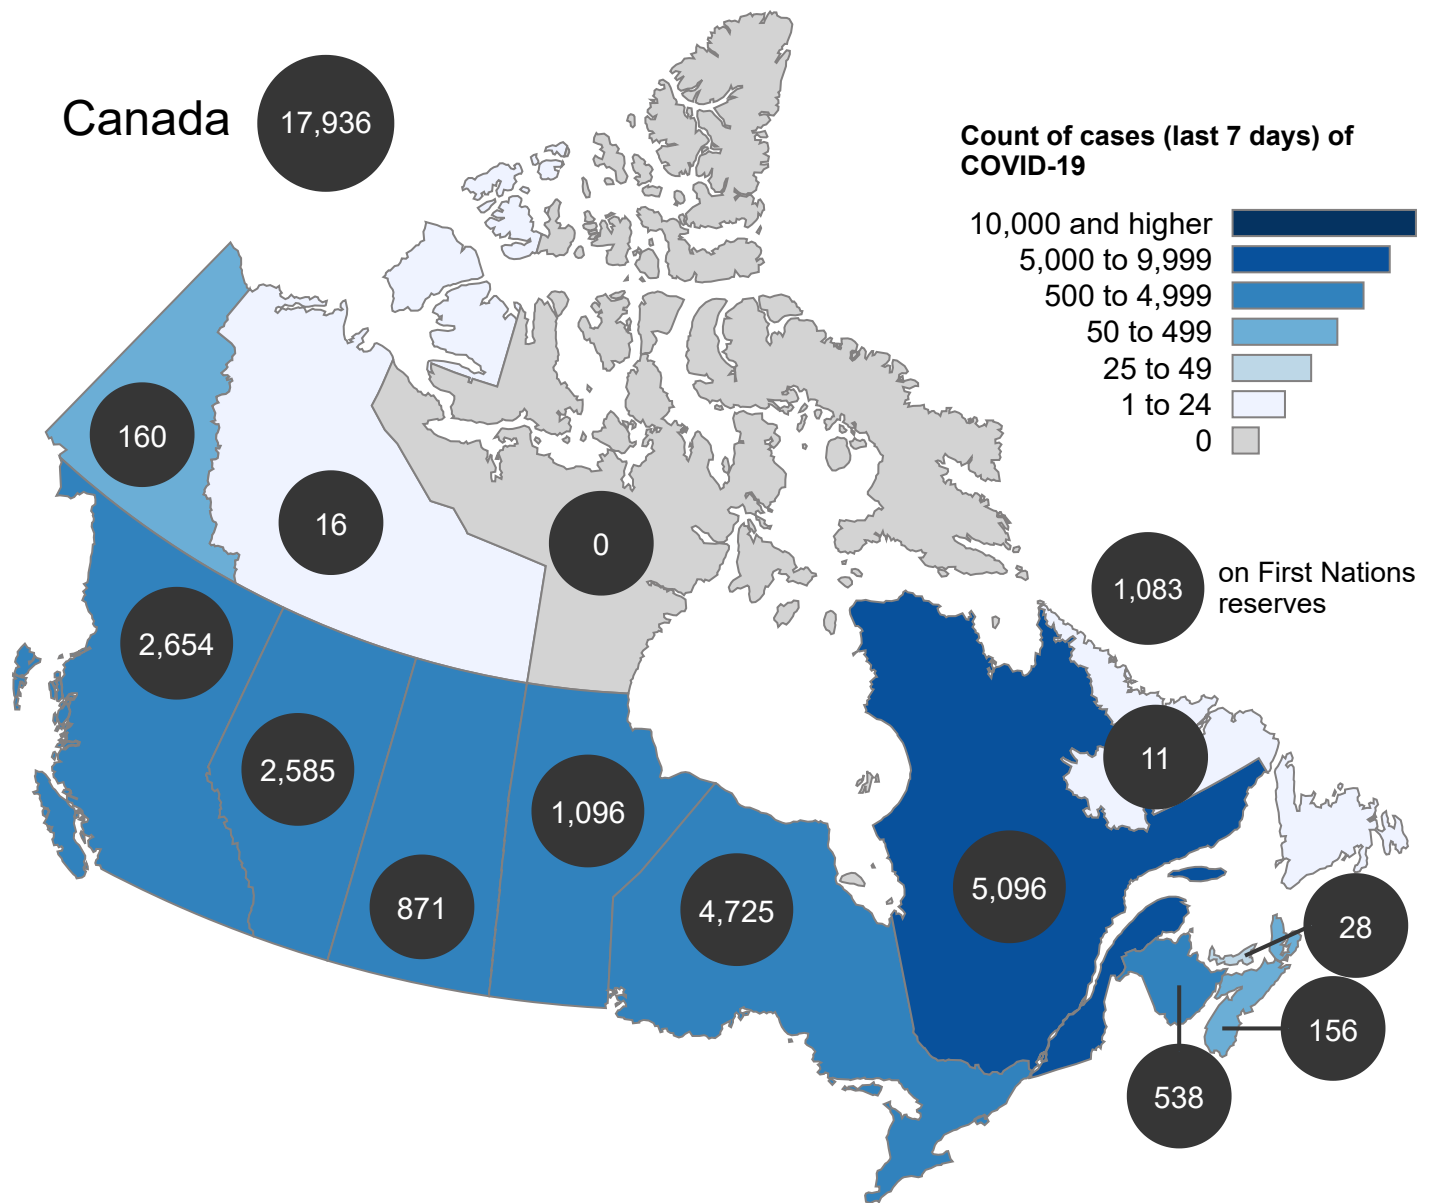 Canada
17,936
Count of cases (last 7 days) of
COVID-19
10,000 and higher
5,000 to 9,999
500 to 4,999
50 to 499
25 to 49
1 to 24
0
160
16
0
1,083
on First Nations
reserves
2,654
11
2,585
1,096
871
4,725
5,096
28
156
538